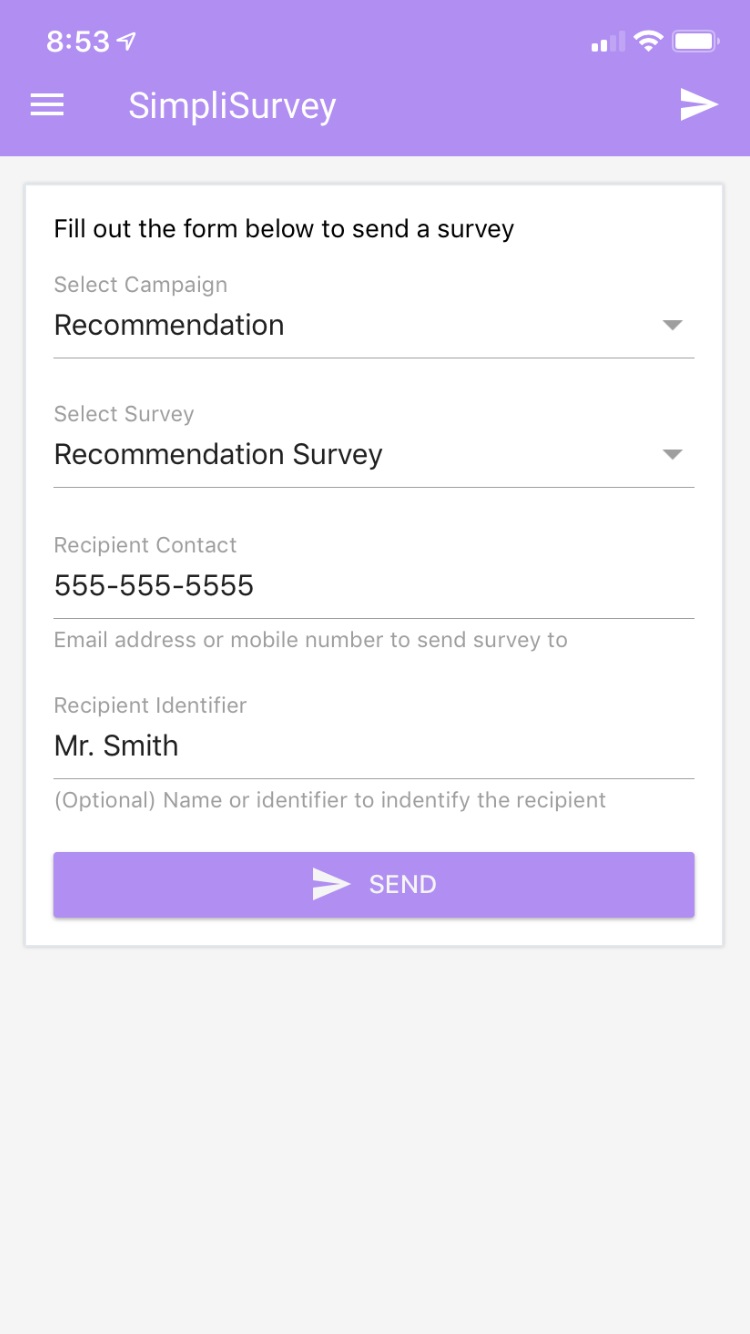 8:53
SimpliSurvey
Fill out the form below to send a survey
Select Campaign
Recommendation
Select Survey
Recommendation Survey
Recipient Contact
555-555-5555
Email address or mobile number to send survey to
Recipient Identifier
Mr. Smith
(Optional) Name or identifier to indentify the recipient
SEND